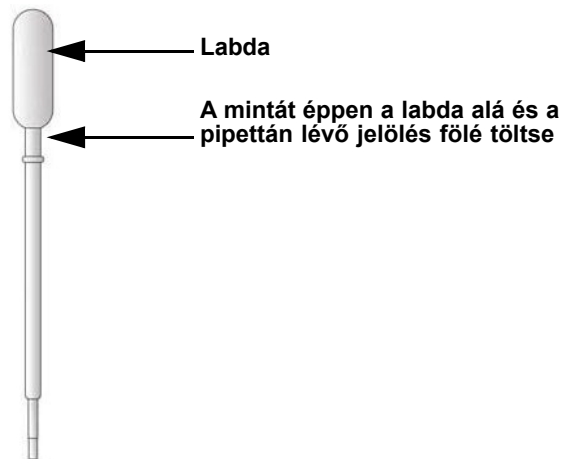 Labda
A mintát éppen a labda alá és a
pipettán lévő jelölés fölé töltse